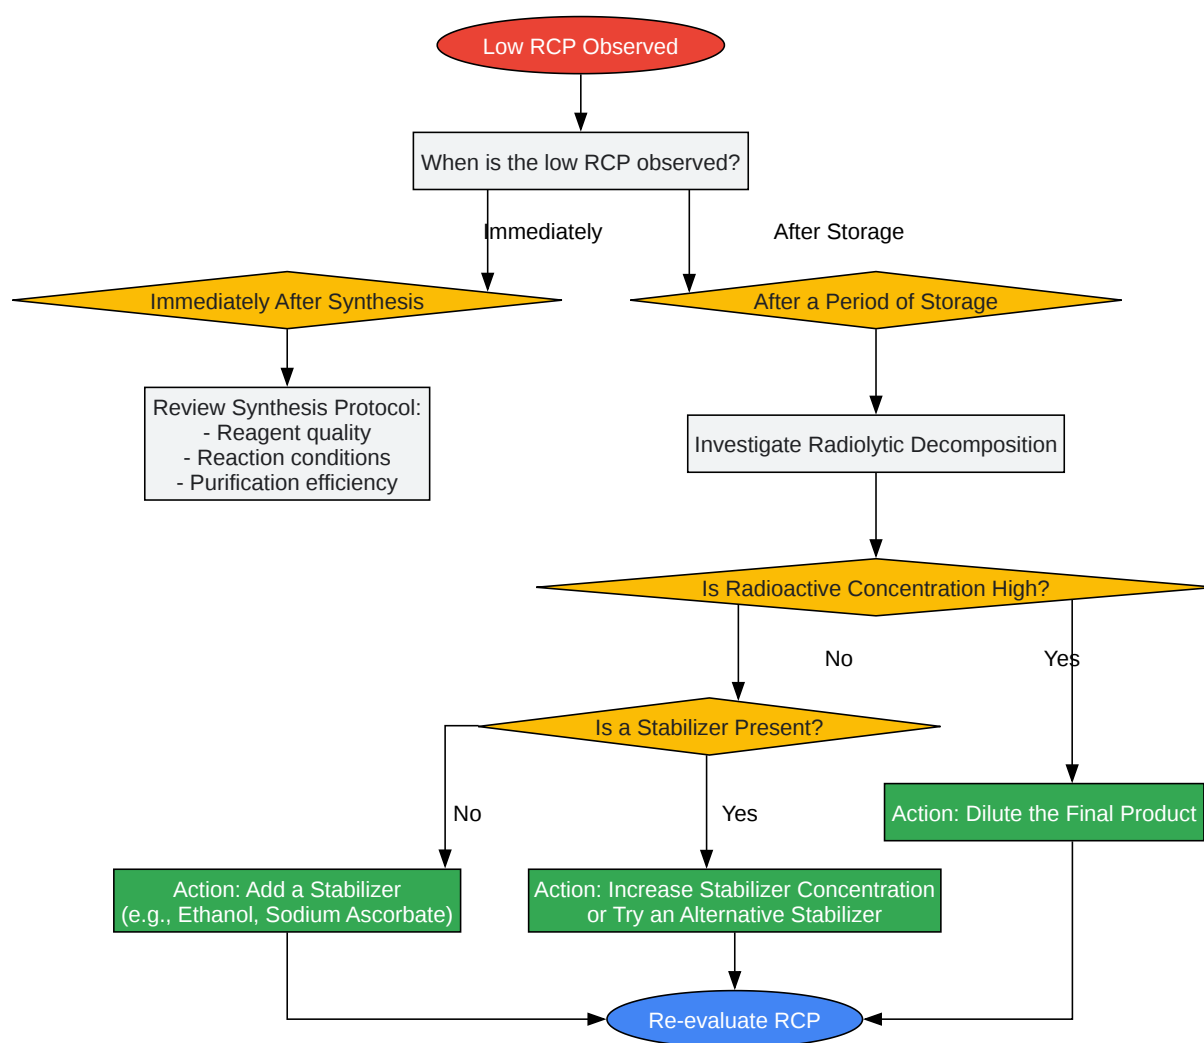 Low RCP Observed
When is the low RCP observed?
Immediately
After Storage
Immediately After Synthesis
After a Period of Storage
Review Synthesis Protocol:
- Reagent quality
- Reaction conditions
- Purification efficiency
Investigate Radiolytic Decomposition
Is Radioactive Concentration High?
No
Yes
Is a Stabilizer Present?
No
Yes
Action: Dilute the Final Product
Action: Add a Stabilizer
(e.g., Ethanol, Sodium Ascorbate)
Action: Increase Stabilizer Concentration
or Try an Alternative Stabilizer
Re-evaluate RCP